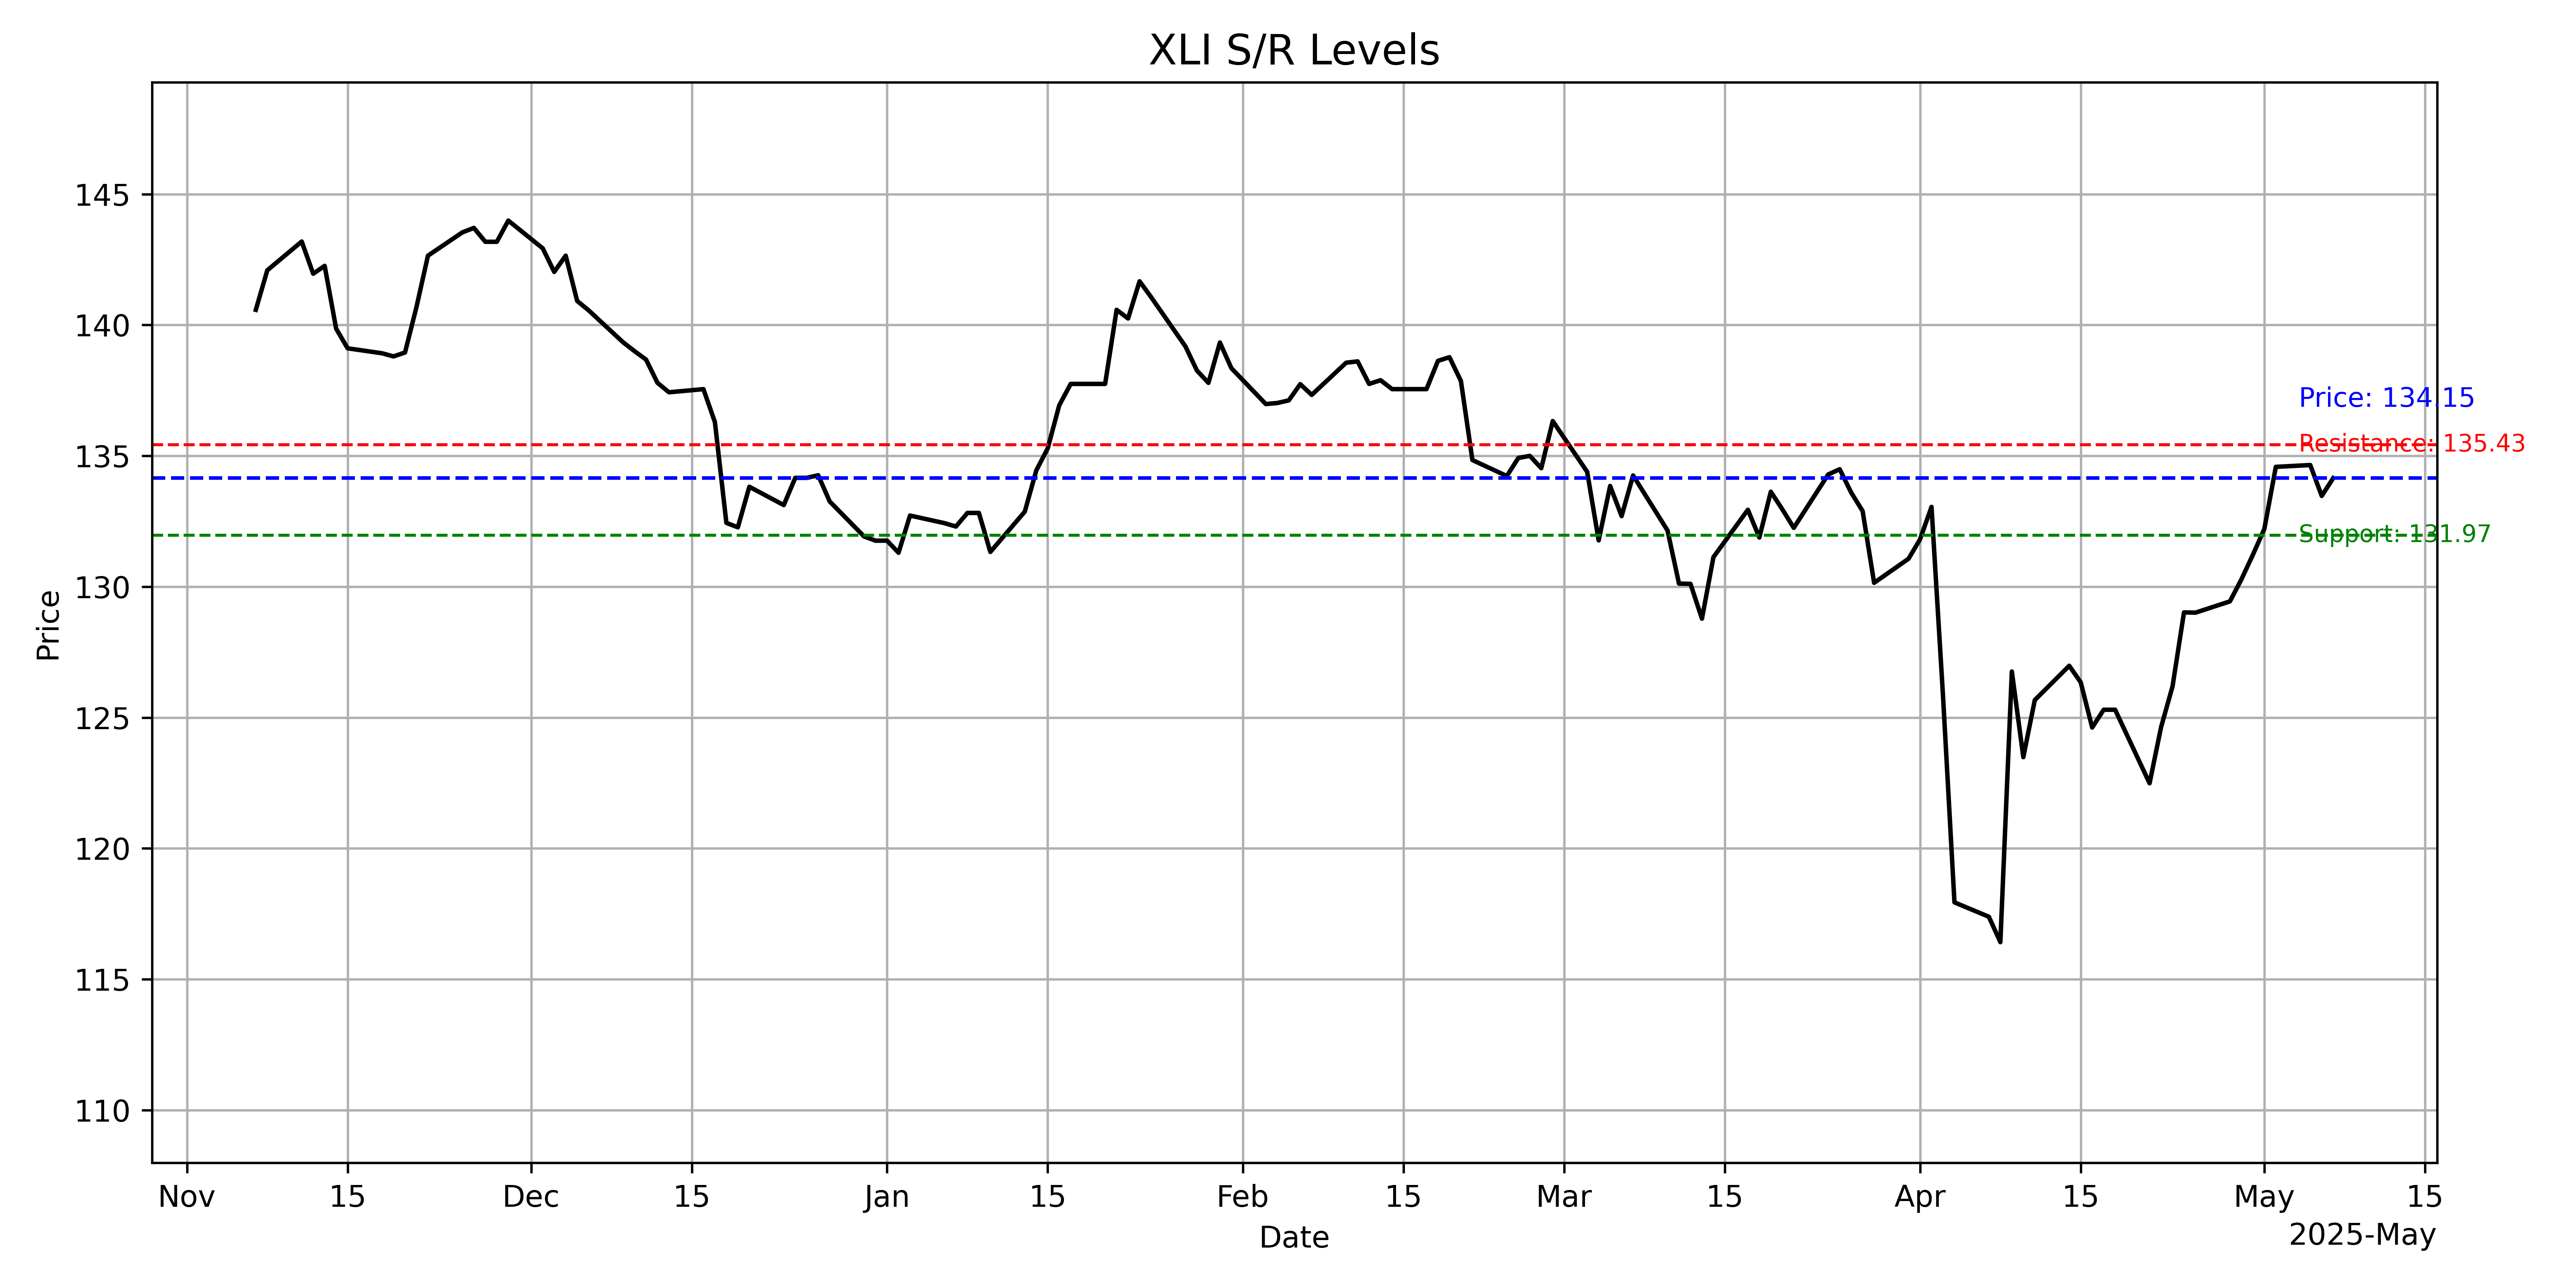 XLI S/R Levels
145
140
135
130
125
120
115
110
Price
Price: 134.15
Resistance: 135.43
Support: 131.97
Nov 15 Dec 15 Jan 15 Feb 15 Mar 15 Apr 15 May 15
Date
2025-May